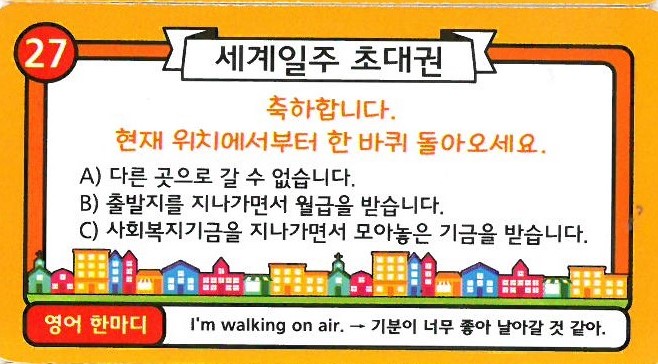 27
세계일주 초대권
축하합니다.
현재 위치에서부터 한 바퀴 돌아오세요.
A) 다른 곳으로 갈 수 없습니다.
B) 출발지를 지나가면서 월급을 받습니다.
C) 사회복지기금을 지나가면서 모아놓은 기금을 받습니다.
영어 한마디 I'm walking on air. → 기분이 너무 좋아 날아갈 것 같아.